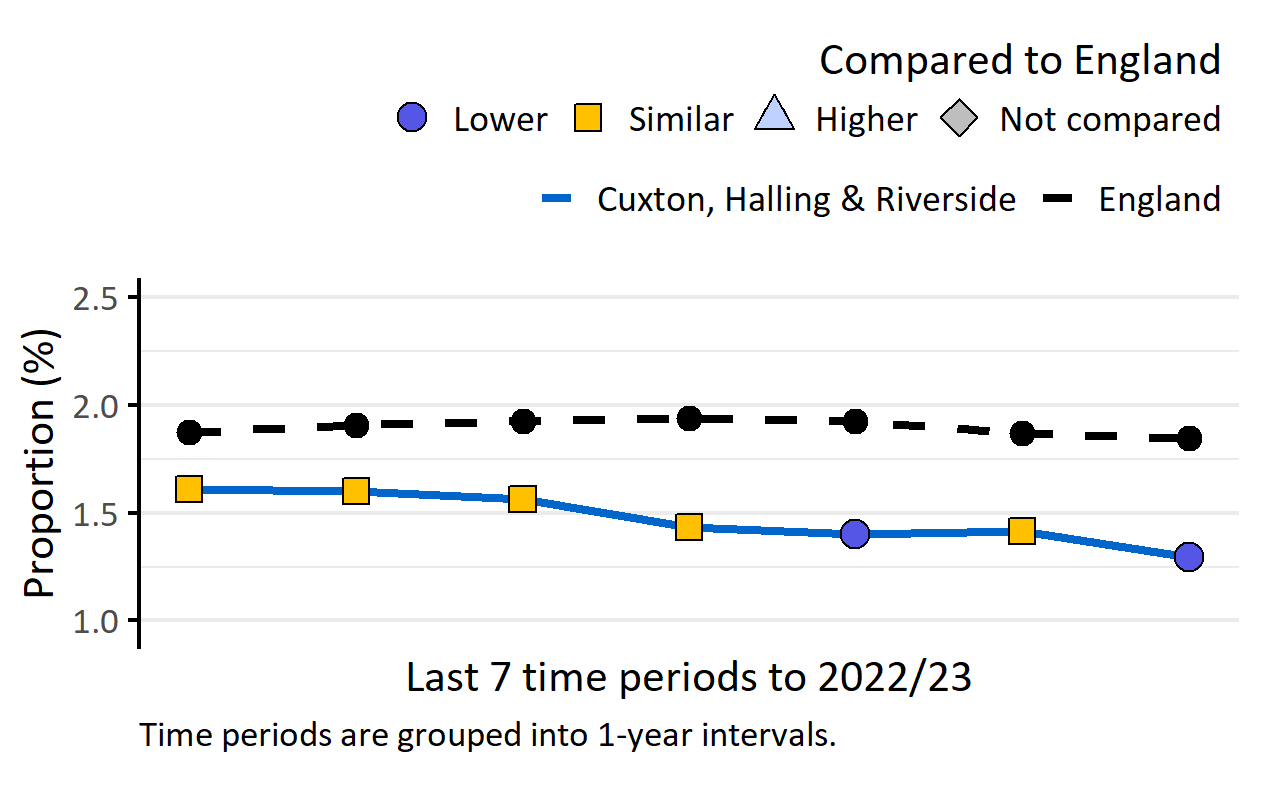 Compared to England
Lower Similar Higher Not compared
Cuxton, Halling & Riverside England
Proportion (%)
2.5
2.0
1.5
1.0
Last 7 time periods to 2022/23
Time periods are grouped into 1-year intervals.